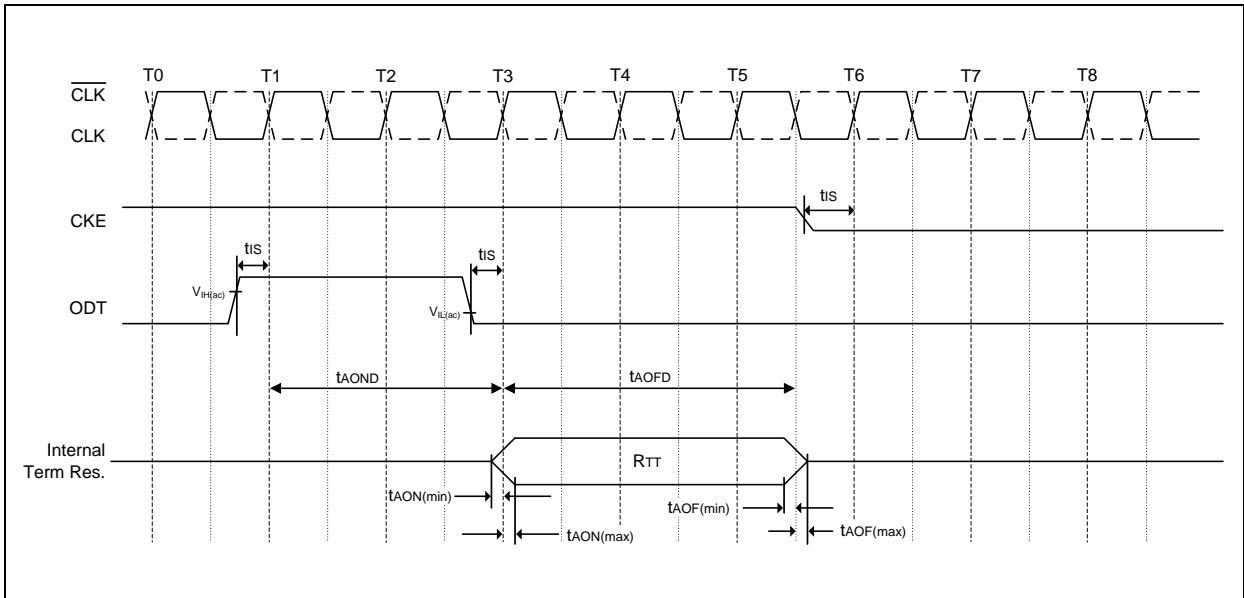 T0 T1 T2 T3 T4 T5 T6 T7 T8
CLK
CLK
tIS
CKE
tIS
tIS
VIH(ac)
ODT
VIL(ac)
tAOND
tAOFD
Internal
Term Res.
RTT
tAON(min)
tAOF(min)
tAON(max)
tAOF(max)